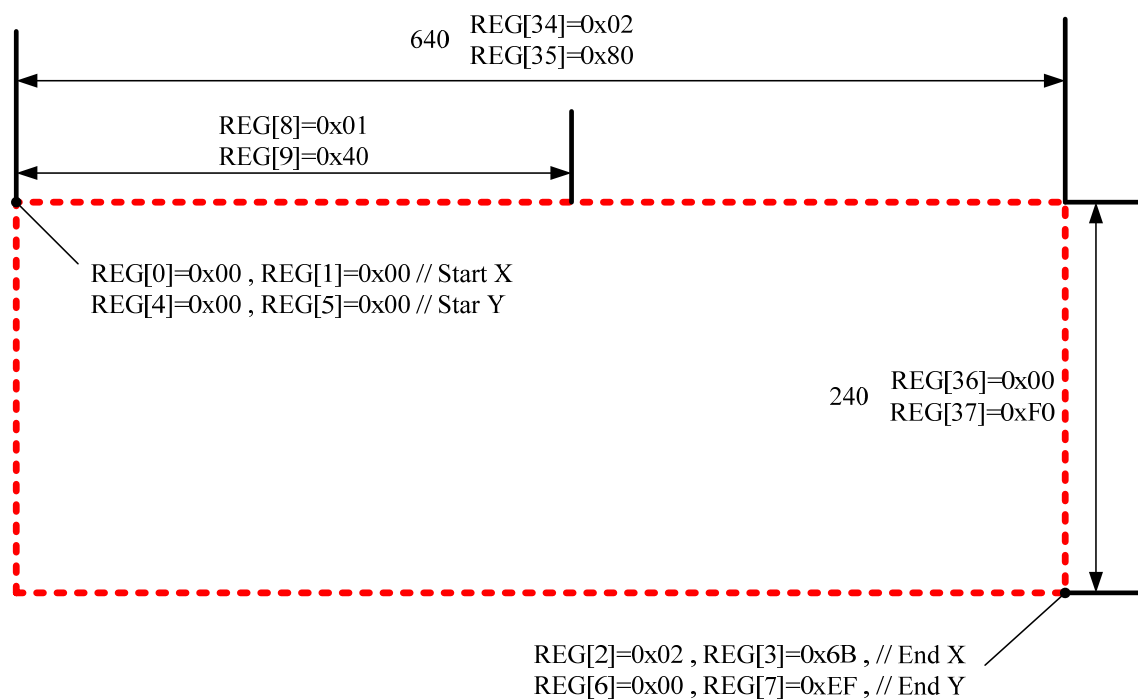 640
REG[34]=0x02
REG[35]=0x80
REG[8]=0x01
REG[9]=0x40
REG[0]=0x00 , REG[1]=0x00 // Start X
REG[4]=0x00 , REG[5]=0x00 // Star Y
240
REG[36]=0x00
REG[37]=0xF0
REG[2]=0x02 , REG[3]=0x6B , // End X
REG[6]=0x00 , REG[7]=0xEF , // End Y